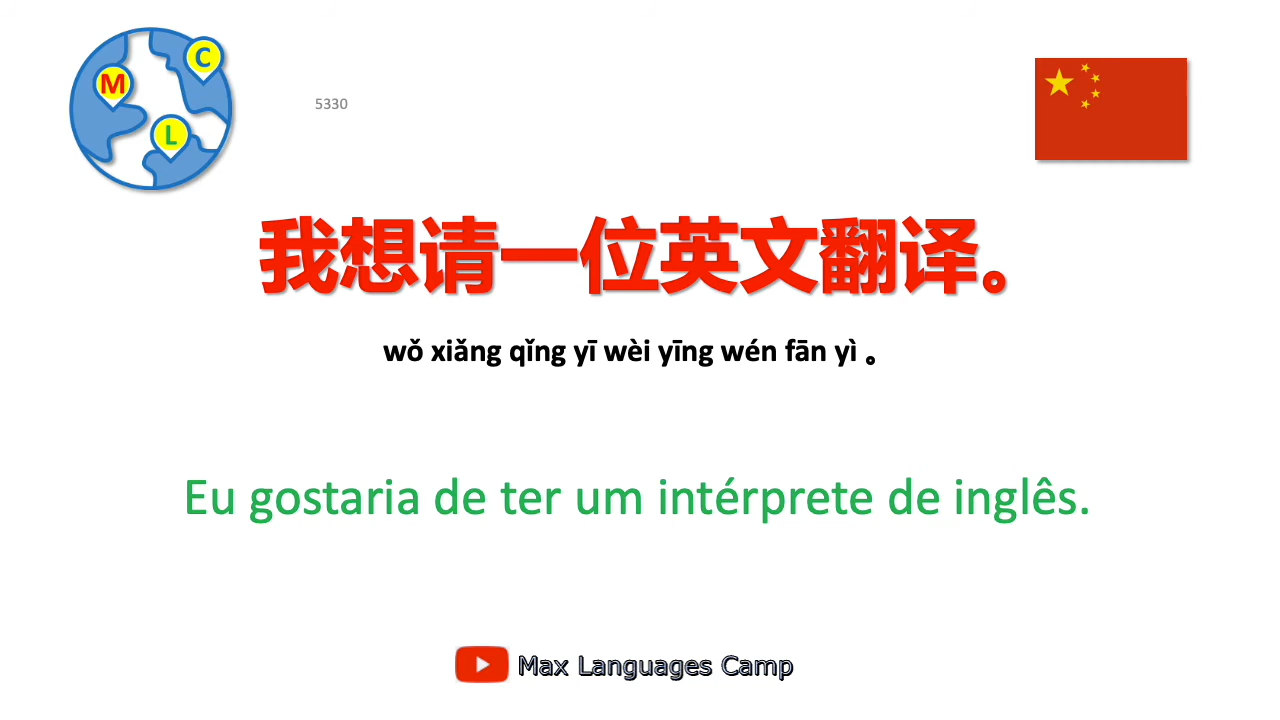 C
M
L
5330
我想请一位英文翻译。
wǒ xiǎng qǐng yī wèi yīng wén fān yì 。
Eu gostaria de ter um intérprete de inglês.
Max Languages Camp